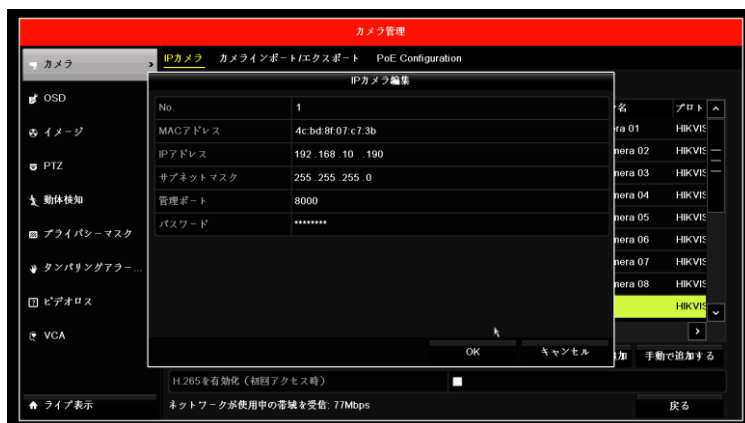 カメラ管理
カメラ
IPカメラ カメラインポート/エクスポート PoE Configuration
IPカメラ編集
OSD
No. 1
名 プロト
イメージ
MACアドレス 4c:bd:8f:07:c7:3b
ra 01 HIKVIS
IPアドレス 192.168.10 .190
nera 02 HIKVIS
PTZ
サブネットマスク 255.255.255.0
nera 03 HIKVIS
動体検知
管理ポート 8000
nera 04 HIKVIS
パスワード ********
nera 05 HIKVIS
プライバシーマスク
nera 06 HIKVIS
タンパリングアラー...
nera 07 HIKVIS
nera 08 HIKVIS
ビデオロス
HIKVIS
VCA
OK キャンセル
追加 手動で追加する
H.265を有効化(初回アクセス時)
ライブ表示
ネットワークが使用中の帯域を受信: 77Mbps
戻る